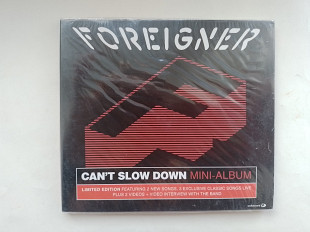 FOREIGNER
CAN'T SLOW DOWN MINI-ALBUM
LIMITED EDITION FEATURING 2 NEW SONGS, 3 EXCLUSIVE CLASSIC SONGS LIVE
PLUS 2 VIDEOS + VIDEO INTERVIEW WITH THE BAND